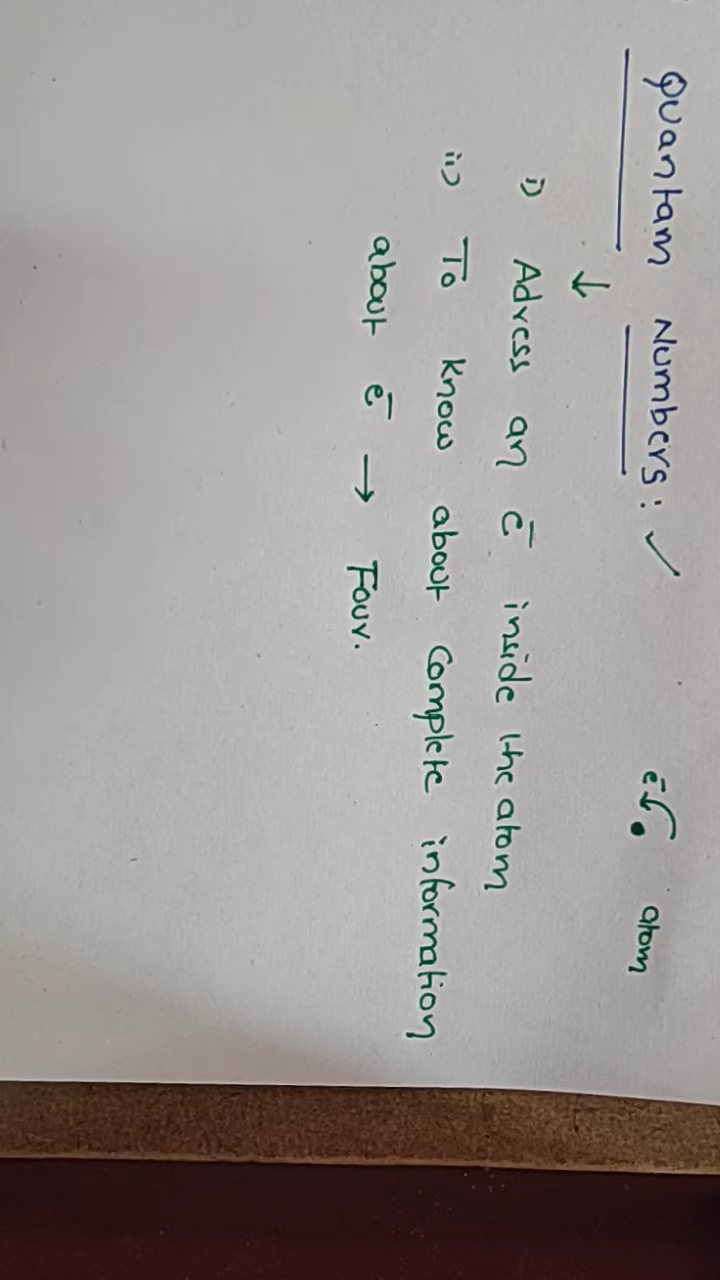 Quantam Numbers: ✓
e⁻ atom
↓
i) Adress an e⁻ inside the atom
ii) To know about complete information
about e⁻ → Four.